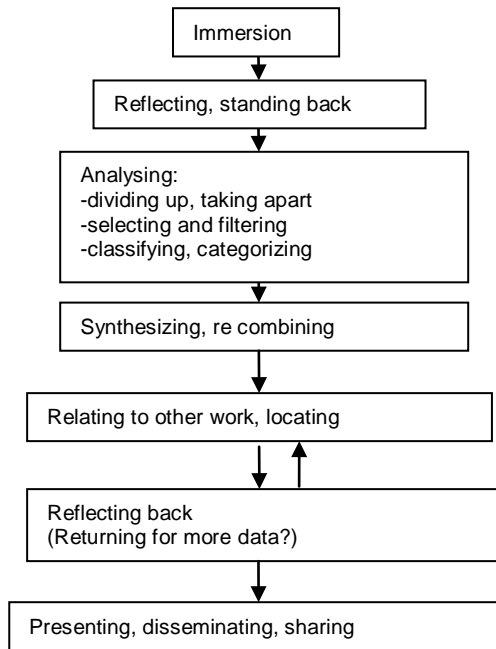 Immersion
Reflecting, standing back
Analysing:
-dividing up, taking apart
-selecting and filtering
-classifying, categorizing
Synthesizing, re combining
Relating to other work, locating
Reflecting back
(Returning for more data?)
Presenting, disseminating, sharing